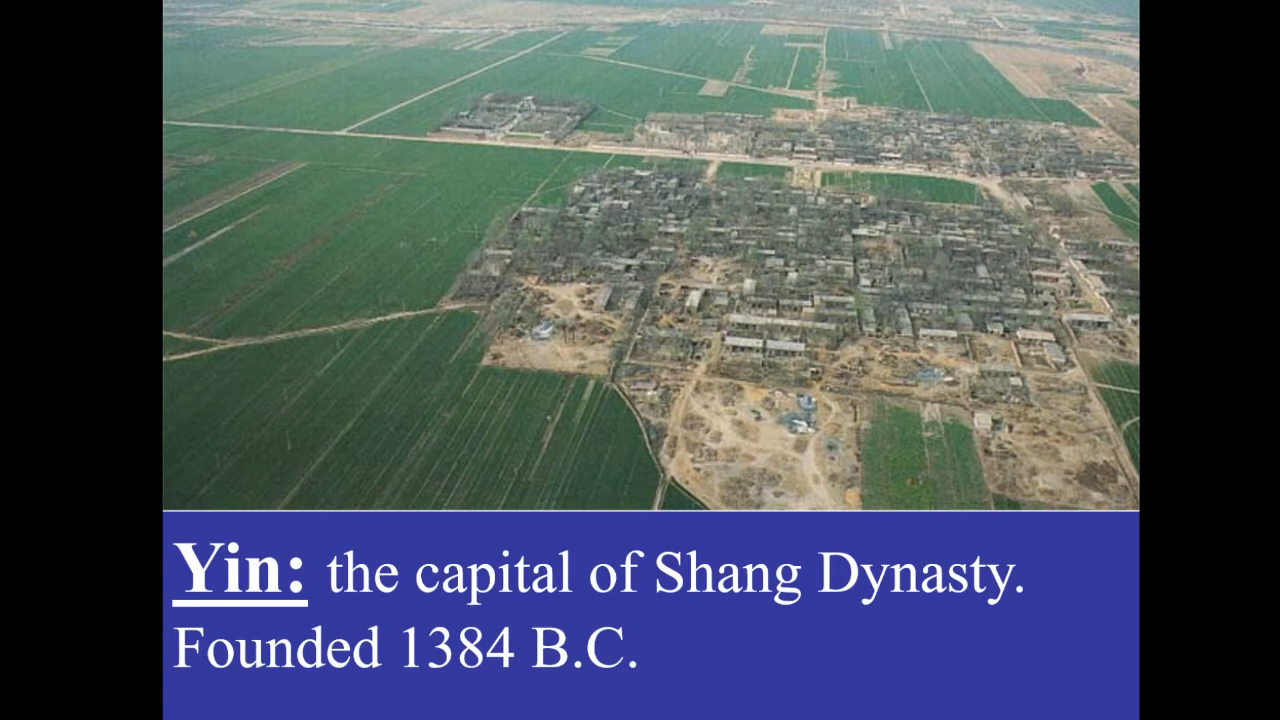 Yin: the capital of Shang Dynasty.
Founded 1384 B.C.